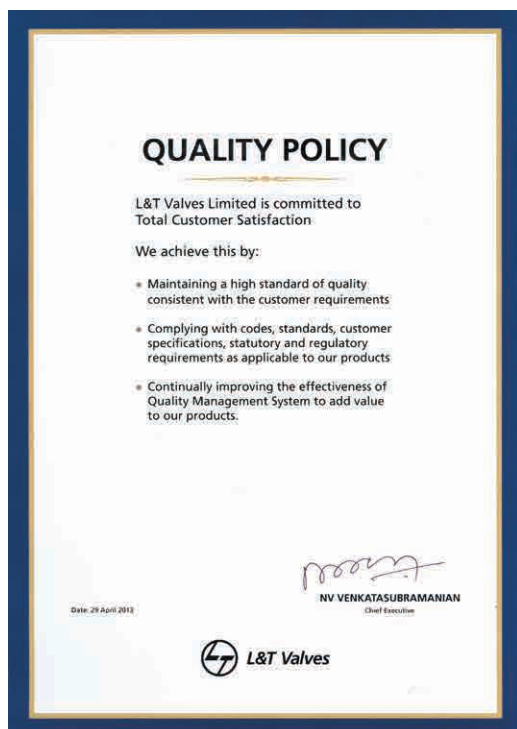 QUALITY POLICY
L&T Valves Limited is committed to
Total Customer Satisfaction
We achieve this by:
• Maintaining a high standard of quality
consistent with the customer requirements
• Complying with codes, standards, customer
specifications, statutory and regulatory
requirements as applicable to our products
• Continually improving the effectiveness of
Quality Management System to add value
to our products.
NV VENKATASUBRAMANIAN
Chief Executive
Date: 29 April 2013
L&T Valves